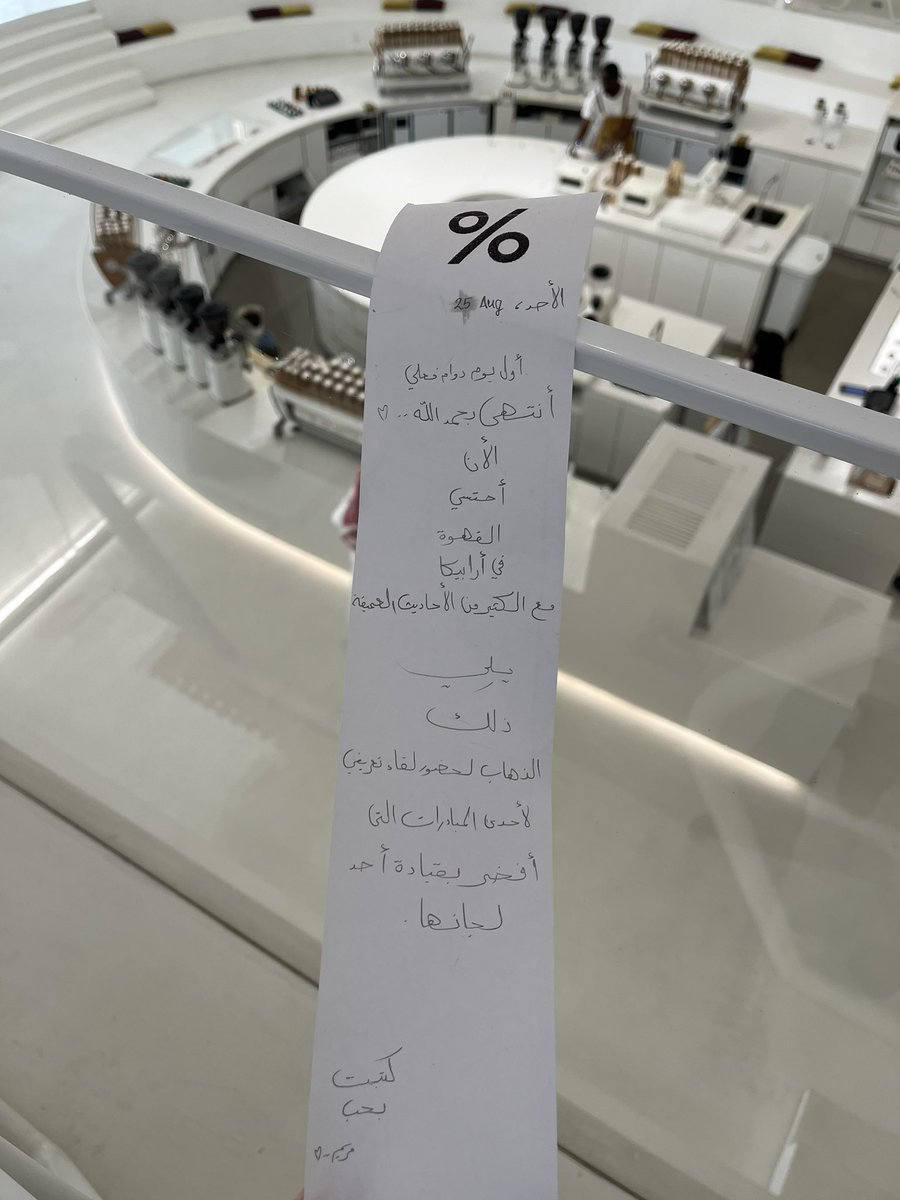 %
الأحد، 25 Aug
أول يوم دوام فعلي
أنتهى بحمد الله .. ♡
الأن
أحتسي
القهوة
في أرابيكا
مع الكثير من الأحاديث العميقة
يلي
ذلك
الذهاب لحضور لقاء تعريفي
لأحدى المبادرات التي
أفخر بقيادة أحد
لجانها .
كتبت
بحب
مريم .. ♡